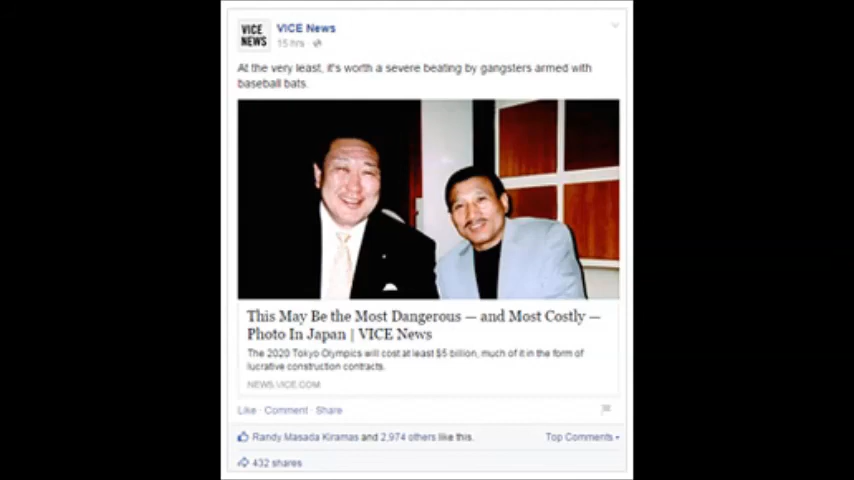 VICE
NEWS
VICE News
15 hrs ·
At the very least, it's worth a severe beating by gangsters armed with
baseball bats.
This May Be the Most Dangerous — and Most Costly —
Photo In Japan | VICE News
The 2020 Tokyo Olympics will cost at least $5 billion, much of it in the form of
lucrative construction contracts.
NEWS.VICE.COM
Like · Comment · Share
Randy Masada Kiramas and 2,974 others like this. Top Comments
432 shares